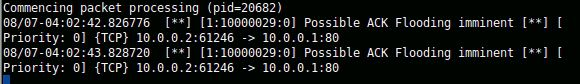 Commencing packet processing (pid=20682)
08/07-04:02:42.826776  [**] [1:10000029:0] Possible ACK Flooding imminent [**] [
Priority: 0] {TCP} 10.0.0.2:61246 -> 10.0.0.1:80
08/07-04:02:43.828720  [**] [1:10000029:0] Possible ACK Flooding imminent [**] [
Priority: 0] {TCP} 10.0.0.2:61246 -> 10.0.0.1:80